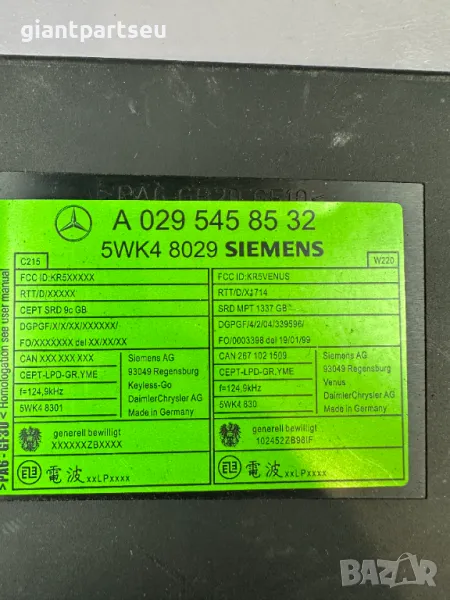 giantpartseu
A 029 545 85 32
5WK4 8029 SIEMENS
C215
FCC ID:KR5XXXXX
RTT/D/XXXXX
CEPT SRD 9c GB
DGPGF/X/X/XX/XXXXXX/
FO/XXXXXXX del XX/XX/XX
CAN XXX XXX XXX
CEPT-LPD-GR.YME
f=124,9kHz
5WK4 8301
Siemens AG
93049 Regensburg
Keyless-Go
DaimlerChrysler AG
Made in Germany
generell bewilligt
XXXXXXZBXXXX
電波 xxLPxxxx
W220
FCC ID:KR5VENUS
RTT/D/X3714
SRD MPT 1337 GB
DGPGF/4/2/04/339596/
FO/0003398 del 19/01/99
CAN 267 102 1509
CEPT-LPD-GR.YME
f=124,9kHz
5WK4 830
Siemens AG
93049 Regensburg
Venus
DaimlerChrysler AG
Made in Germany
generell bewilligt
102452ZB98IF
電波 xxLPxxxx
>PA6-GF30< Homologation see user manual
bazar